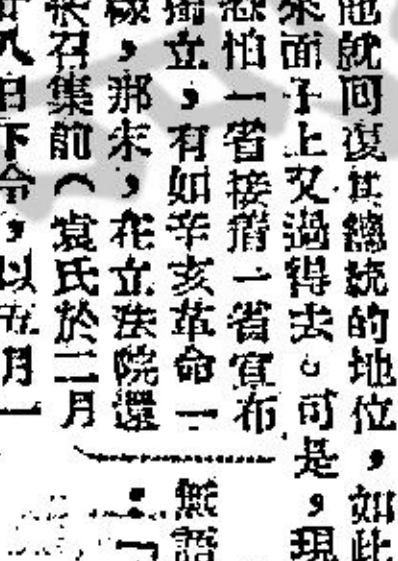 他就回復其總統的地位，如此
來面子上又過得去。可是，現
怕一省接着一省宣布
獨立，有如辛亥革命一
，那末，在立法院還
被召集前（袁氏於二月
八日下令，以五月一
無